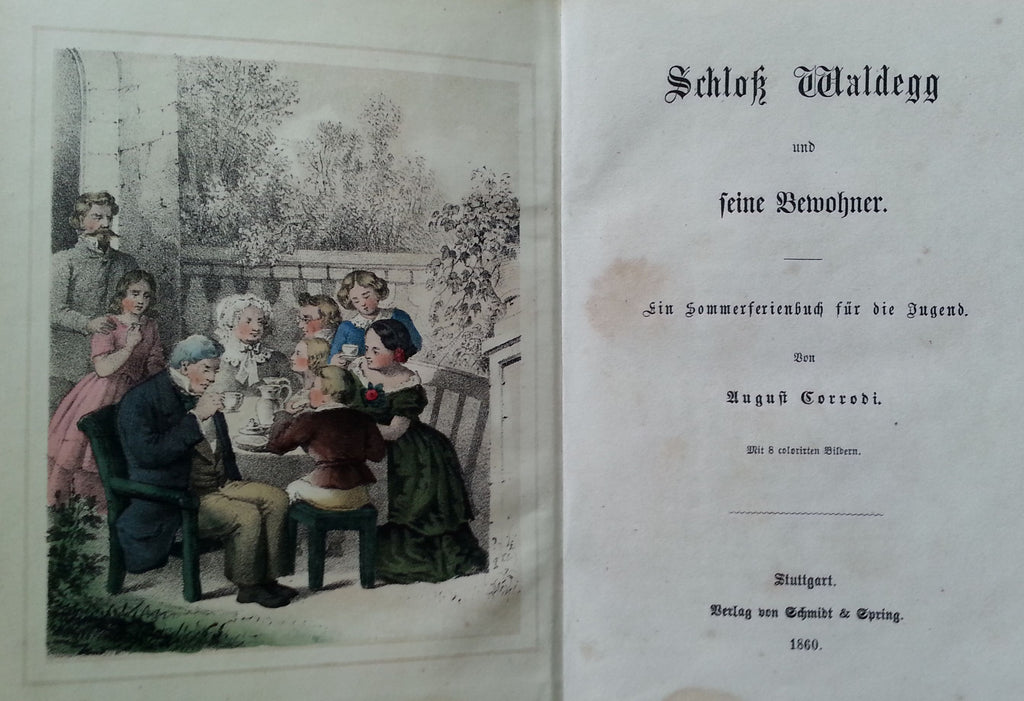 Schloß Waldegg
und
seine Bewohner.
Ein Sommerferienbuch für die Jugend.
Von
August Corrodi.
Mit 8 colorirten Bildern.
Stuttgart.
Verlag von Schmidt & Spring.
1860.